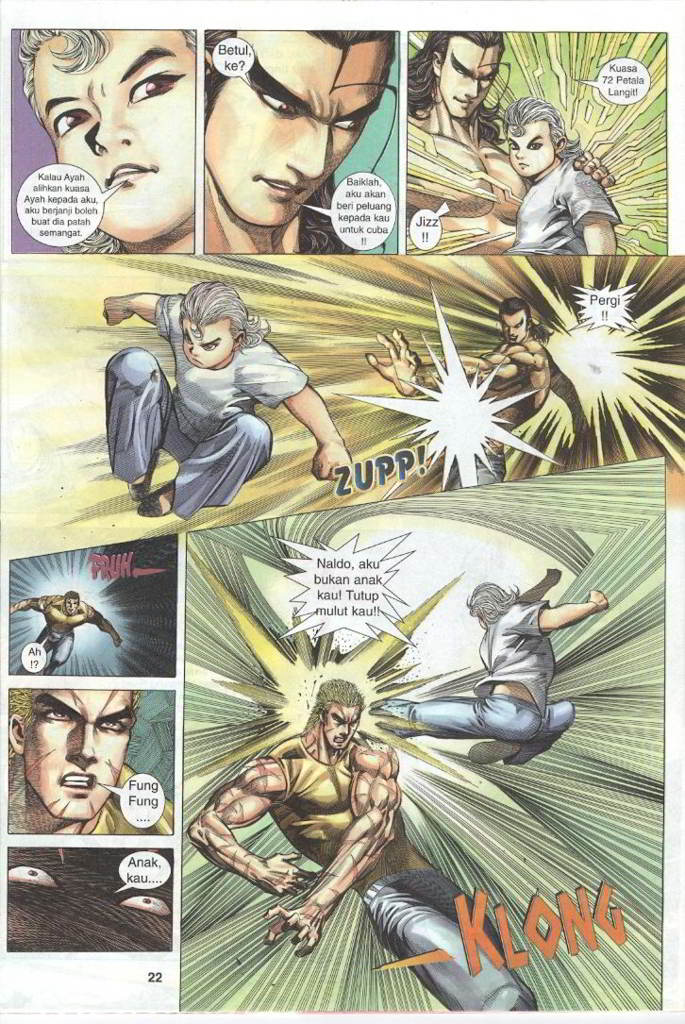 Kalau Ayah
alihkan kuasa
Ayah kepada aku,
aku berjanji boleh
buat dia patah
semangat.
Betul,
ke?
Baiklah,
aku akan
beri peluang
kepada kau
untuk cuba
!!
Kuasa
72 Petala
Langit!
Jizz
!!
Pergi
!!
ZUPP!
PRUH
Ah
!?
Fung
Fung
....
Anak,
kau....
Naldo, aku
bukan anak
kau! Tutup
mulut kau!!
KLONG
22